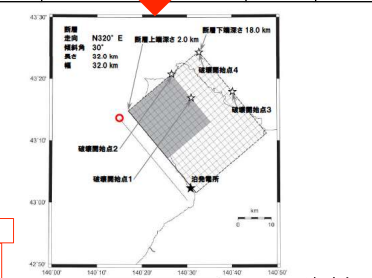 43°30'
断層
走向 N320°E
傾斜角 30°
長さ 32.0 km
幅 32.0 km
断層上端深さ 2.0 km
断層下端深さ 18.0 km
43°20'
破壊開始点4
破壊開始点3
43°10'
破壊開始点2
破壊開始点1
泊発電所
43°00'
km
0 10
42°50'
140°00' 140°10' 140°20' 140°30' 140°40' 140°50'